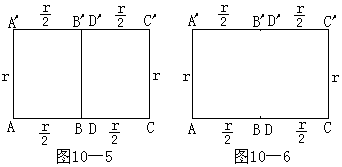 r/2 r/2 r/2 r/2
A″ B″ D″ C″ A″ B″ D″ C″
r r r r
A B D C A B D C
r/2 r/2 r/2 r/2
图10—5 图10—6